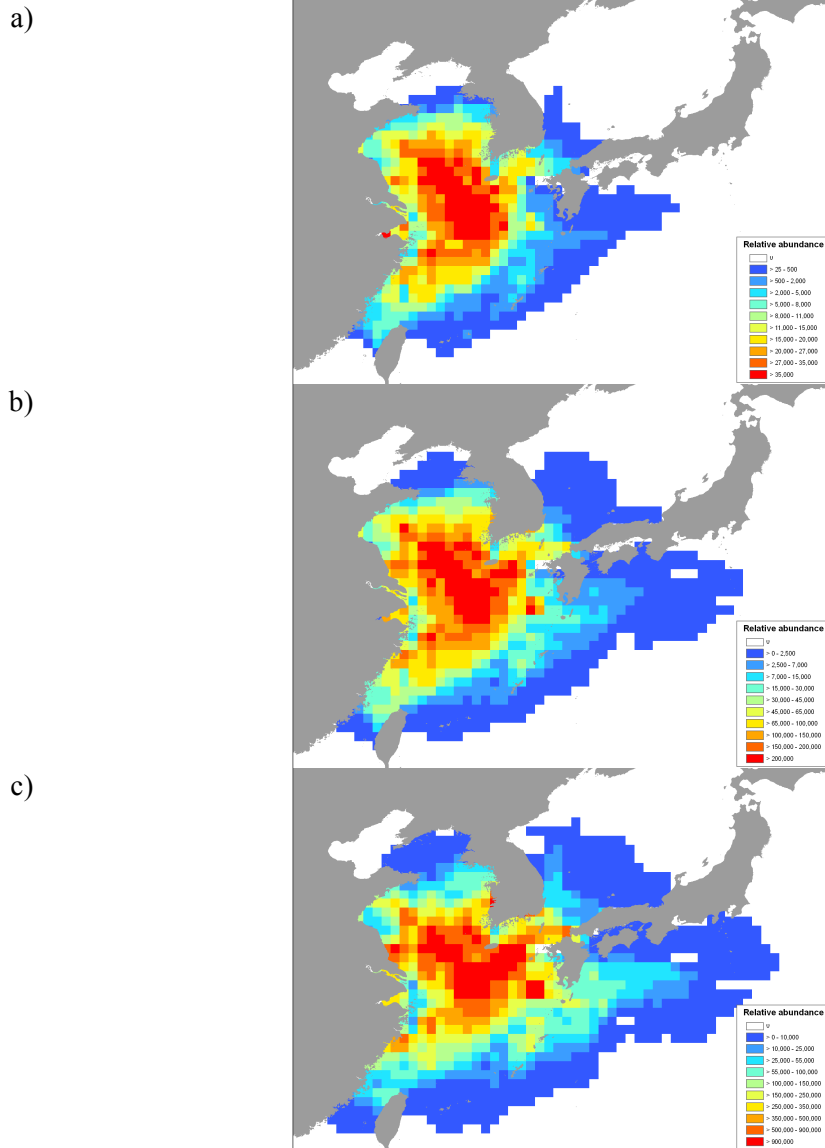 a)
Relative abundance
0
> 25 - 500
> 500 - 2,000
> 2,000 - 5,000
> 5,000 - 8,000
> 8,000 - 11,000
> 11,000 - 15,000
> 15,000 - 20,000
> 20,000 - 27,000
> 27,000 - 35,000
> 35,000
b)
Relative abundance
0
> 0 - 2,500
> 2,500 - 7,000
> 7,000 - 15,000
> 15,000 - 30,000
> 30,000 - 45,000
> 45,000 - 65,000
> 65,000 - 100,000
> 100,000 - 150,000
> 150,000 - 200,000
> 200,000
c)
Relative abundance
0
> 0 - 10,000
> 10,000 - 25,000
> 25,000 - 55,000
> 55,000 - 100,000
> 100,000 - 150,000
> 150,000 - 250,000
> 250,000 - 350,000
> 350,000 - 500,000
> 500,000 - 900,000
> 900,000